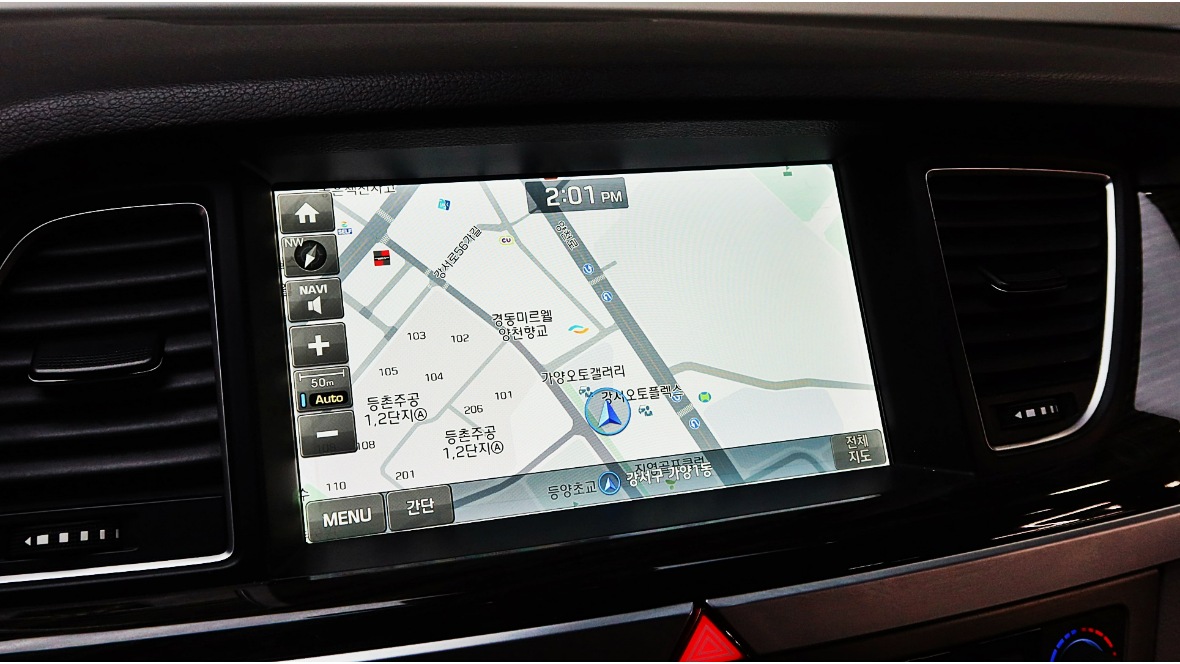 2:01 PM
NW
SELF
CU
강서로56가길
양천로
NAVI
경동미르웰
양천향교
103
102
50m
Auto
105
104
가양오토갤러리
101
강서오토플렉스
206
등촌주공
1,2단지Ⓐ
등촌주공
1,2단지Ⓐ
108
201
110
전체
지도
등양초교
강서구 가양1동
MENU
간단